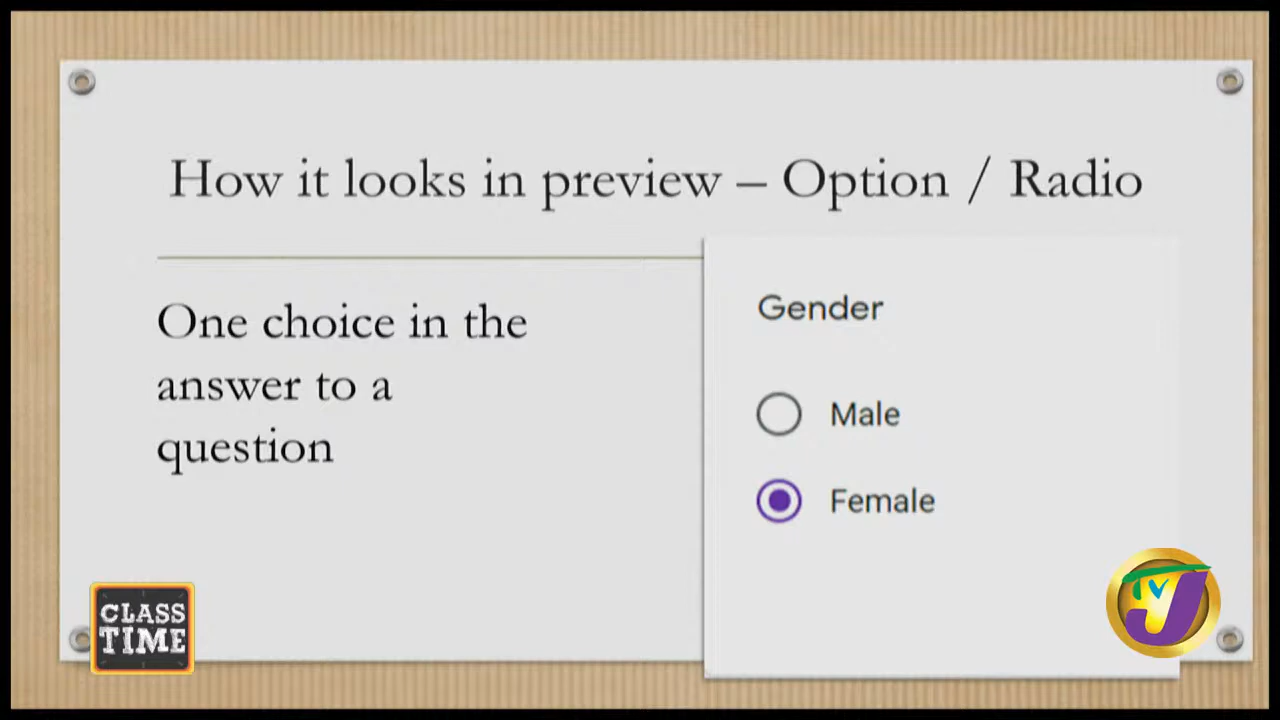 How it looks in preview – Option / Radio
One choice in the
answer to a
question
Gender
Male
Female
CLASS
TIME
TVJ